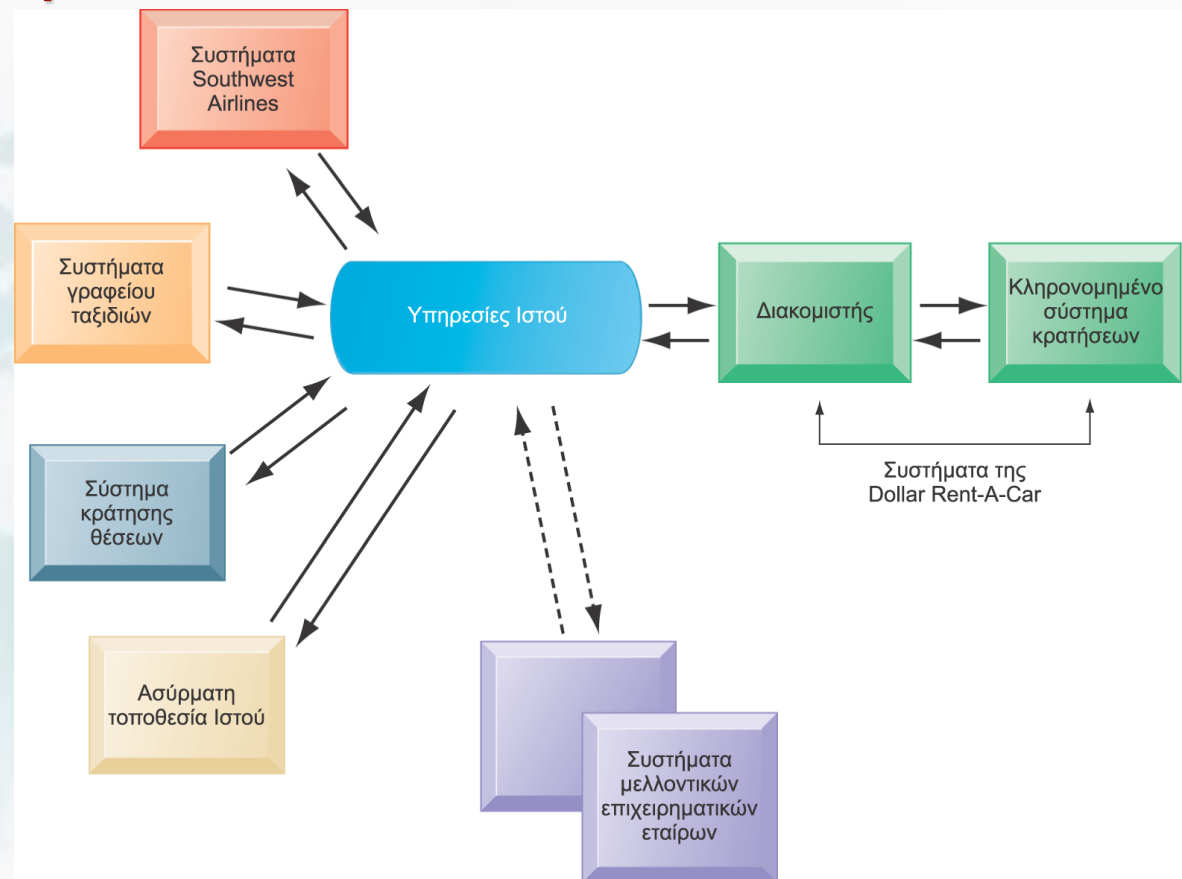 Συστήματα
Southwest
Airlines
Συστήματα
γραφείου
ταξιδιών
Υπηρεσίες Ιστού
Διακομιστής
Κληρονομημένο
σύστημα
κρατήσεων
Σύστημα
κράτησης
θέσεων
Συστήματα της
Dollar Rent-A-Car
Ασύρματη
τοποθεσία Ιστού
Συστήματα
μελλοντικών
επιχειρηματικών
εταίρων